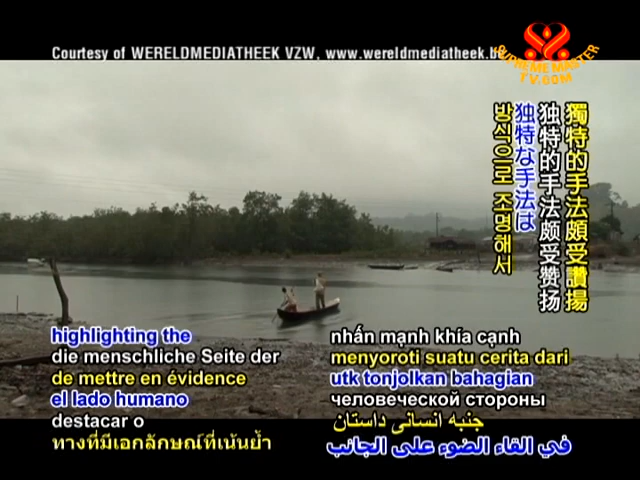 Courtesy of WERELDMEDIATHEEK VZW, www.wereldmediatheek.be
SUPREME MASTER
TV.COM
獨特的手法頗受讚揚
独特的手法颇受赞扬
独特な手法は
방식으로 조명해서
highlighting the
die menschliche Seite der
de mettre en évidence
el lado humano
destacar o
ทางที่มีเอกลักษณ์ที่เน้นย้ำ
nhấn mạnh khía cạnh
menyoroti suatu cerita dari
utk tonjolkan bahagian
человеческой стороны
جنبه انسانی داستان
في القاء الضوء على الجانب